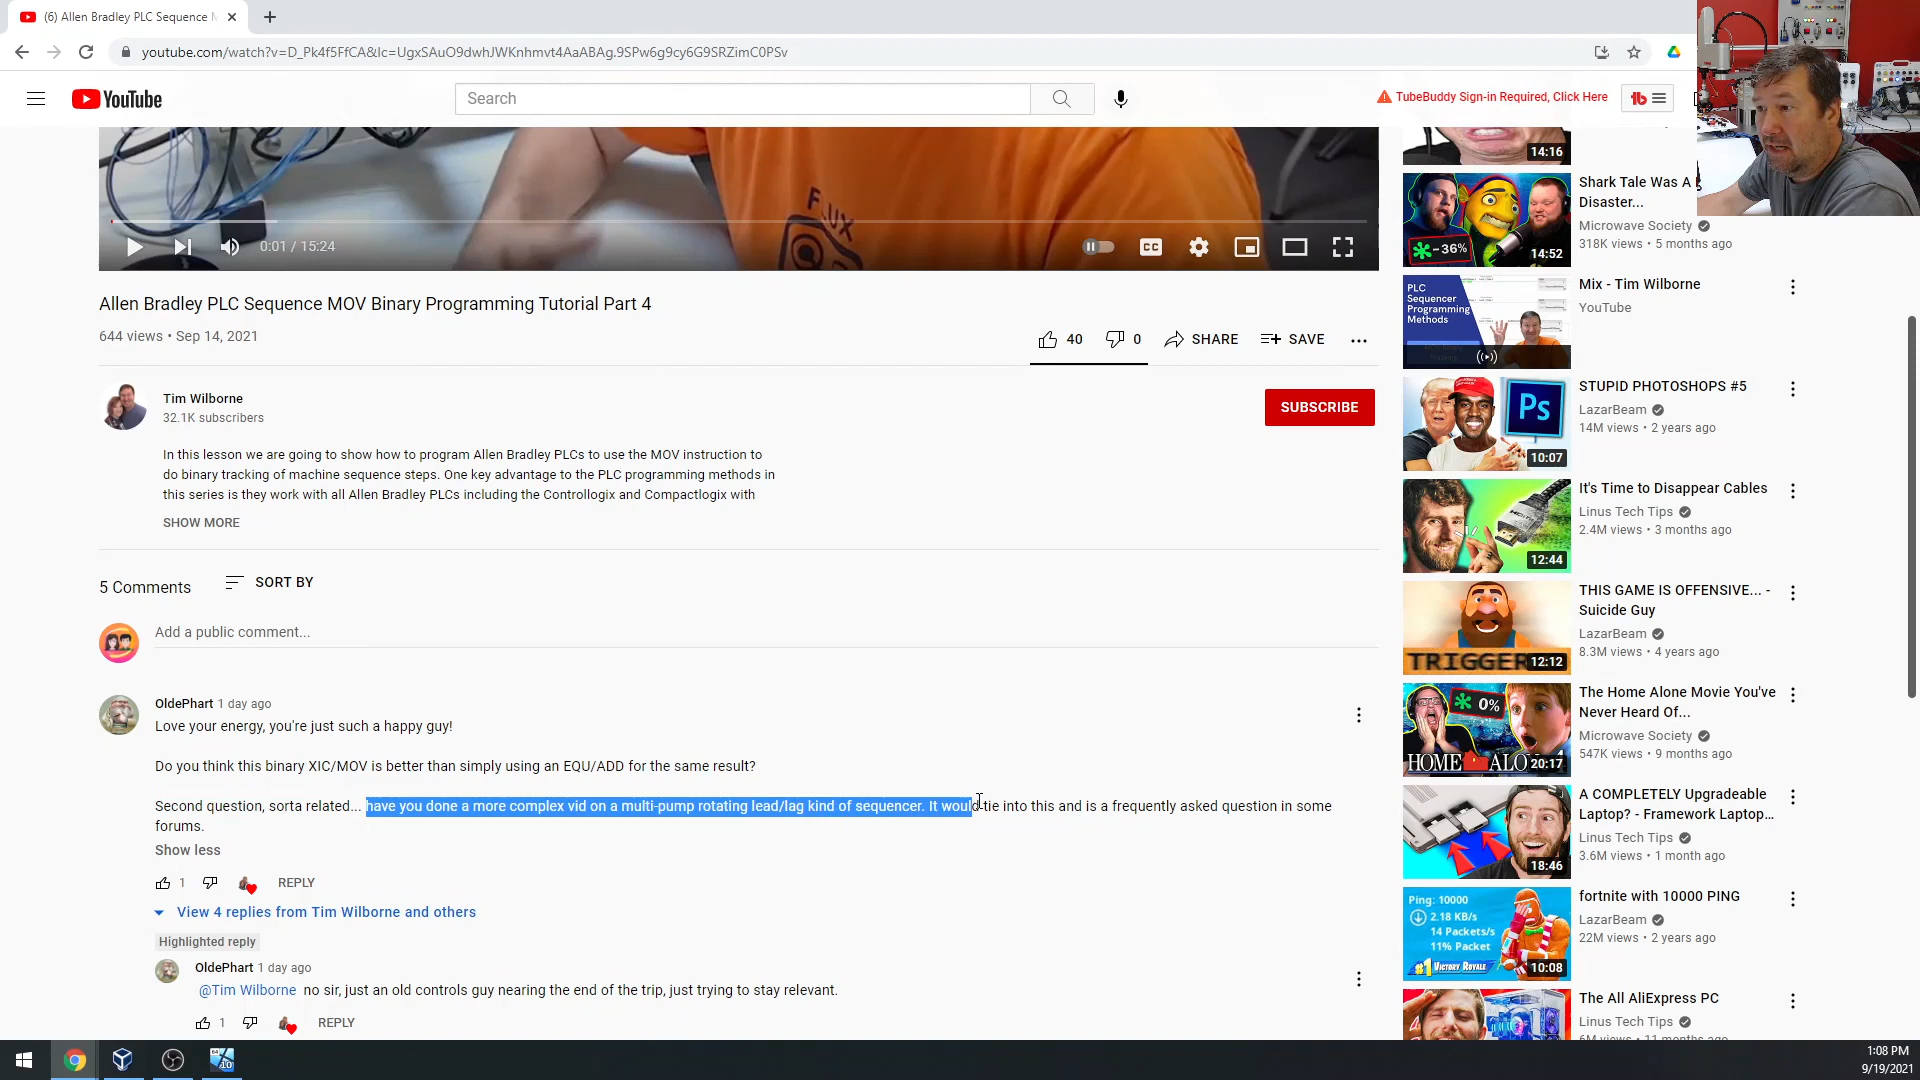 (6) Allen Bradley PLC Sequence M
youtube.com/watch?v=D_Pk4f5FfCA&lc=UgxSAuO9dwhJWKnhmvt4AaABAg.9SPw6g9cy6G9SRZimC0PSv
YouTube
Search
TubeBuddy Sign-in Required, Click Here
tb
FLUX
0:01 / 15:24
CC
Allen Bradley PLC Sequence MOV Binary Programming Tutorial Part 4
644 views • Sep 14, 2021
40
0
SHARE
SAVE
Tim Wilborne
32.1K subscribers
SUBSCRIBE
In this lesson we are going to show how to program Allen Bradley PLCs to use the MOV instruction to
do binary tracking of machine sequence steps. One key advantage to the PLC programming methods in
this series is they work with all Allen Bradley PLCs including the Controllogix and Compactlogix with
SHOW MORE
5 Comments
SORT BY
Add a public comment...
OldePhart 1 day ago
Love your energy, you're just such a happy guy!
Do you think this binary XIC/MOV is better than simply using an EQU/ADD for the same result?
Second question, sorta related... have you done a more complex vid on a multi-pump rotating lead/lag kind of sequencer. It would tie into this and is a frequently asked question in some
forums.
Show less
1
REPLY
View 4 replies from Tim Wilborne and others
Highlighted reply
OldePhart 1 day ago
@Tim Wilborne no sir, just an old controls guy nearing the end of the trip, just trying to stay relevant.
1
REPLY
14:16
-36%
14:52
Shark Tale Was A
Disaster...
Microwave Society
318K views • 5 months ago
PLC
Sequencer
Programming
Methods
Mix - Tim Wilborne
YouTube
Ps
10:07
STUPID PHOTOSHOPS #5
LazarBeam
14M views • 2 years ago
12:44
It's Time to Disappear Cables
Linus Tech Tips
2.4M views • 3 months ago
TRIGGER
12:12
THIS GAME IS OFFENSIVE... -
Suicide Guy
LazarBeam
8.3M views • 4 years ago
0%
HOME ALO
20:17
The Home Alone Movie You've
Never Heard Of...
Microwave Society
547K views • 9 months ago
18:46
A COMPLETELY Upgradeable
Laptop? - Framework Laptop...
Linus Tech Tips
3.6M views • 1 month ago
Ping: 10000
2.18 KB/s
14 Packets/s
11% Packet
#1 VICTORY ROYALE
10:08
fortnite with 10000 PING
LazarBeam
22M views • 2 years ago
The All AliExpress PC
Linus Tech Tips
6M views • 11 months ago
64
10
1:08 PM
9/19/2021